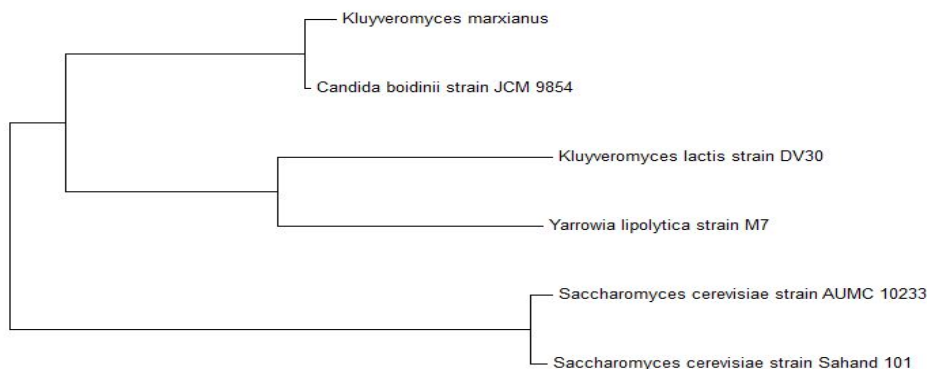 Kluyveromyces marxianus
Candida boidinii strain JCM 9854
Kluyveromyces lactis strain DV30
Yarrowia lipolytica strain M7
Saccharomyces cerevisiae strain AUMC 10233
Saccharomyces cerevisiae strain Sahand 101